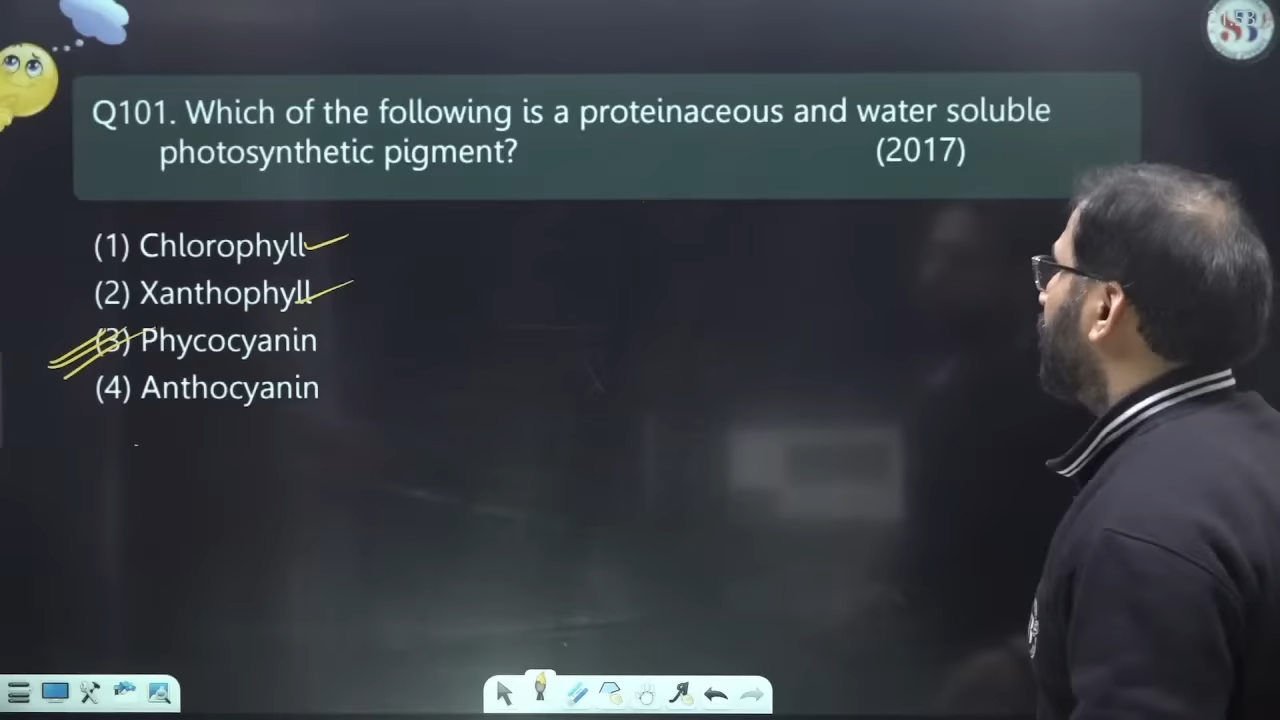 SBT
Q101. Which of the following is a proteinaceous and water soluble
photosynthetic pigment? (2017)
(1) Chlorophyll
(2) Xanthophyll
(3) Phycocyanin
(4) Anthocyanin